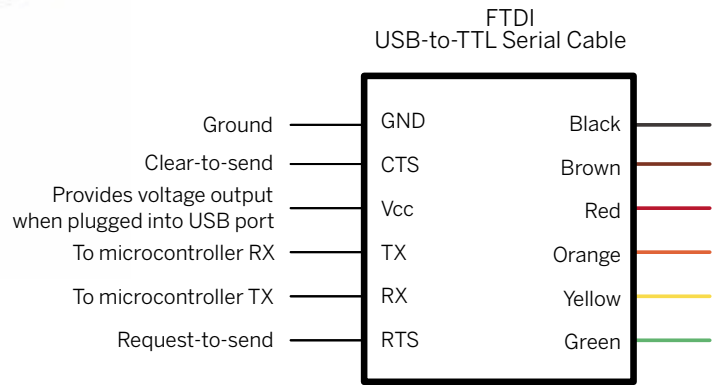 FTDI
USB-to-TTL Serial Cable
Ground
GND
Black
Clear-to-send
CTS
Brown
Provides voltage output
when plugged into USB port
Vcc
Red
To microcontroller RX
TX
Orange
To microcontroller TX
RX
Yellow
Request-to-send
RTS
Green